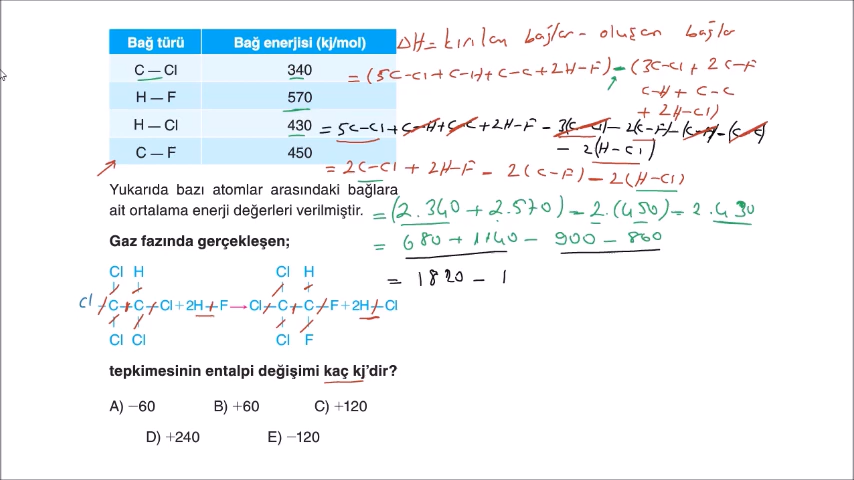 Bağ türü Bağ enerjisi (kj/mol)
C — Cl 340
H — F 570
H — Cl 430
C — F 450
Yukarıda bazı atomlar arasındaki bağlara
ait ortalama enerji değerleri verilmiştir.
Gaz fazında gerçekleşen;
Cl H Cl H
Cl C C Cl + 2H F → Cl C C F + 2H Cl
Cl Cl Cl F
tepkimesinin entalpi değişimi kaç kj'dir?
A) −60 B) +60 C) +120
D) +240 E) −120
ΔH = kırılan bağlar - oluşan bağlar
= (5C-Cl + C-H + C-C + 2H-F) - (3C-Cl + 2C-F
C-H + C-C
+ 2H-Cl)
= 5C-Cl + C-H + C-C + 2H-F - 3(C-Cl) - 2(C-F) - (C-H) - (C-C)
- 2(H-Cl)
= 2C-Cl + 2H-F - 2(C-F) - 2(H-Cl)
= (2.340 + 2.570) - 2.(450) - 2.430
= 680 + 1140 - 900 - 860
= 1820 - 1